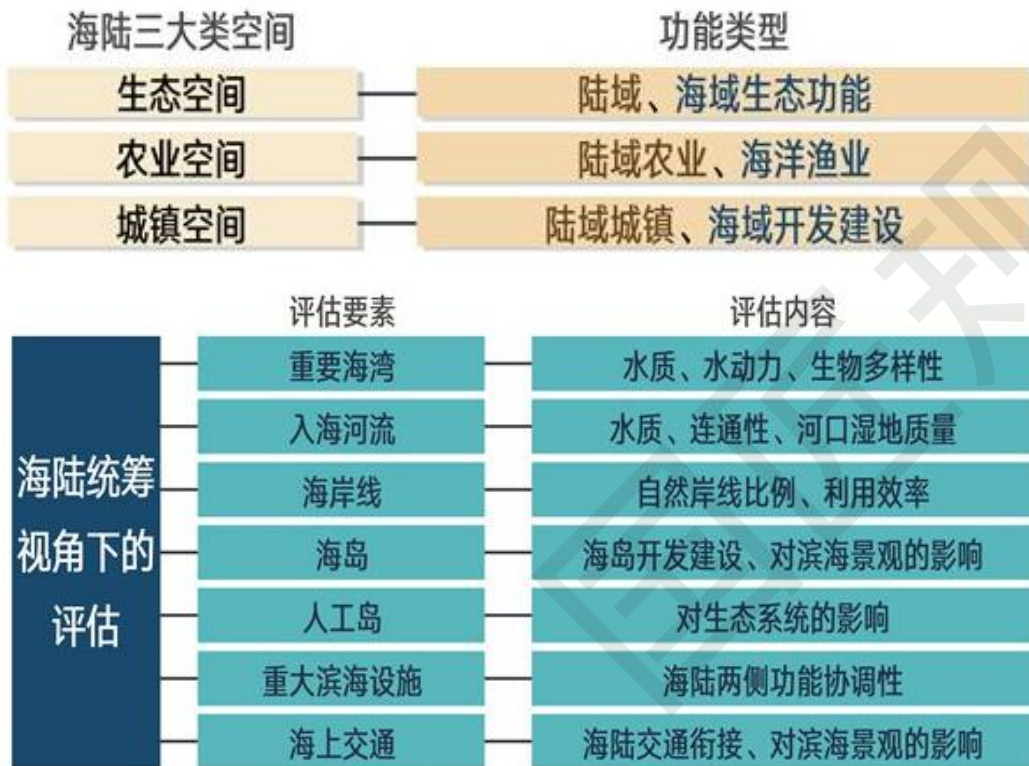 海陆三大类空间 功能类型
生态空间 陆域、海域生态功能
农业空间 陆域农业、海洋渔业
城镇空间 陆域城镇、海域开发建设
评估要素 评估内容
海陆统筹
视角下的
评估
重要海湾 水质、水动力、生物多样性
入海河流 水质、连通性、河口湿地质量
海岸线 自然岸线比例、利用效率
海岛 海岛开发建设、对滨海景观的影响
人工岛 对生态系统的影响
重大滨海设施 海陆两侧功能协调性
海上交通 海陆交通衔接、对滨海景观的影响